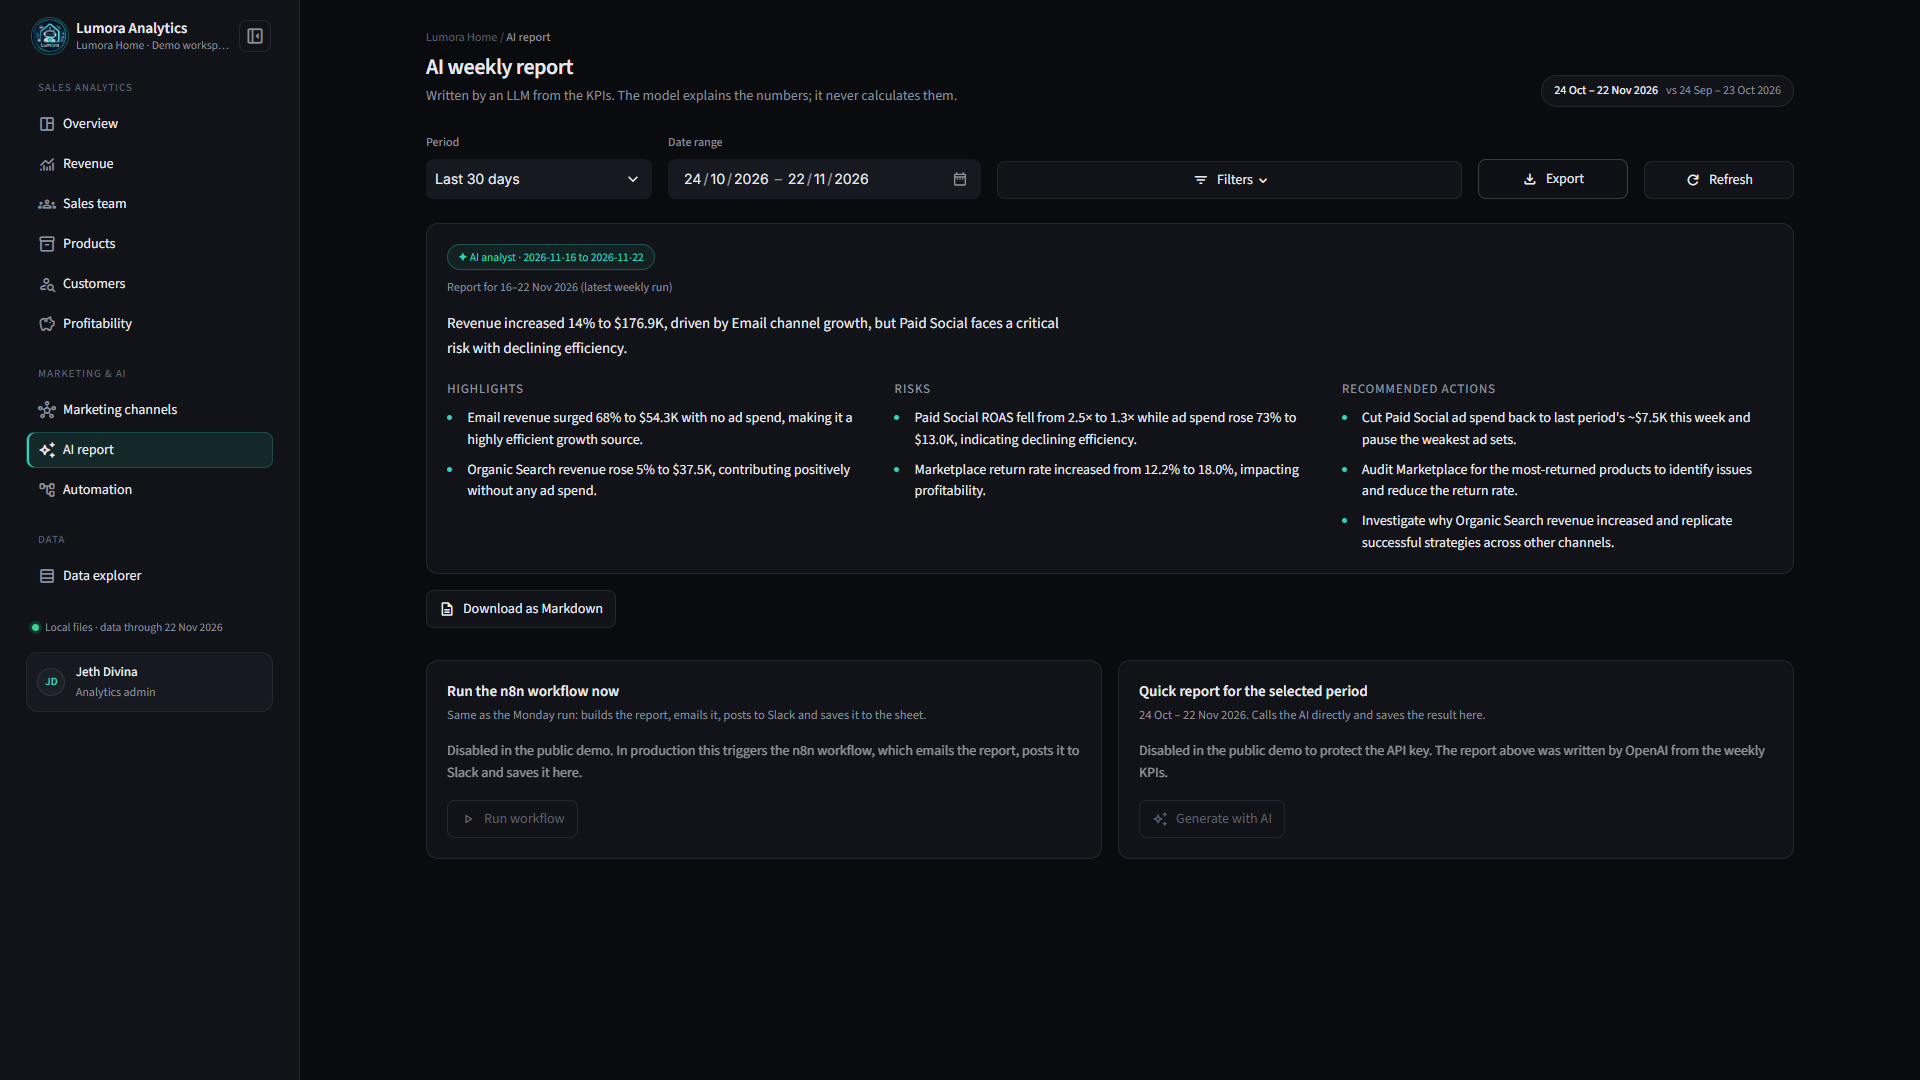 Lumora Analytics
Lumora Home · Demo worksp…
SALES ANALYTICS
Overview
Revenue
Sales team
Products
Customers
Profitability
MARKETING & AI
Marketing channels
AI report
Automation
DATA
Data explorer
Local files · data through 22 Nov 2026
JD
Jeth Divina
Analytics admin
Lumora Home / AI report
AI weekly report
Written by an LLM from the KPIs. The model explains the numbers; it never calculates them.
24 Oct – 22 Nov 2026 vs 24 Sep – 23 Oct 2026
Period
Date range
Last 30 days
24/10/2026 – 22/11/2026
Filters
Export
Refresh
✦ AI analyst · 2026-11-16 to 2026-11-22
Report for 16–22 Nov 2026 (latest weekly run)
Revenue increased 14% to $176.9K, driven by Email channel growth, but Paid Social faces a critical
risk with declining efficiency.
HIGHLIGHTS
Email revenue surged 68% to $54.3K with no ad spend, making it a
highly efficient growth source.
Organic Search revenue rose 5% to $37.5K, contributing positively
without any ad spend.
RISKS
Paid Social ROAS fell from 2.5× to 1.3× while ad spend rose 73% to
$13.0K, indicating declining efficiency.
Marketplace return rate increased from 12.2% to 18.0%, impacting
profitability.
RECOMMENDED ACTIONS
Cut Paid Social ad spend back to last period's ~$7.5K this week and
pause the weakest ad sets.
Audit Marketplace for the most-returned products to identify issues
and reduce the return rate.
Investigate why Organic Search revenue increased and replicate
successful strategies across other channels.
Download as Markdown
Run the n8n workflow now
Same as the Monday run: builds the report, emails it, posts to Slack and saves it to the sheet.
Disabled in the public demo. In production this triggers the n8n workflow, which emails the report, posts it to
Slack and saves it here.
Run workflow
Quick report for the selected period
24 Oct – 22 Nov 2026. Calls the AI directly and saves the result here.
Disabled in the public demo to protect the API key. The report above was written by OpenAI from the weekly
KPIs.
Generate with AI